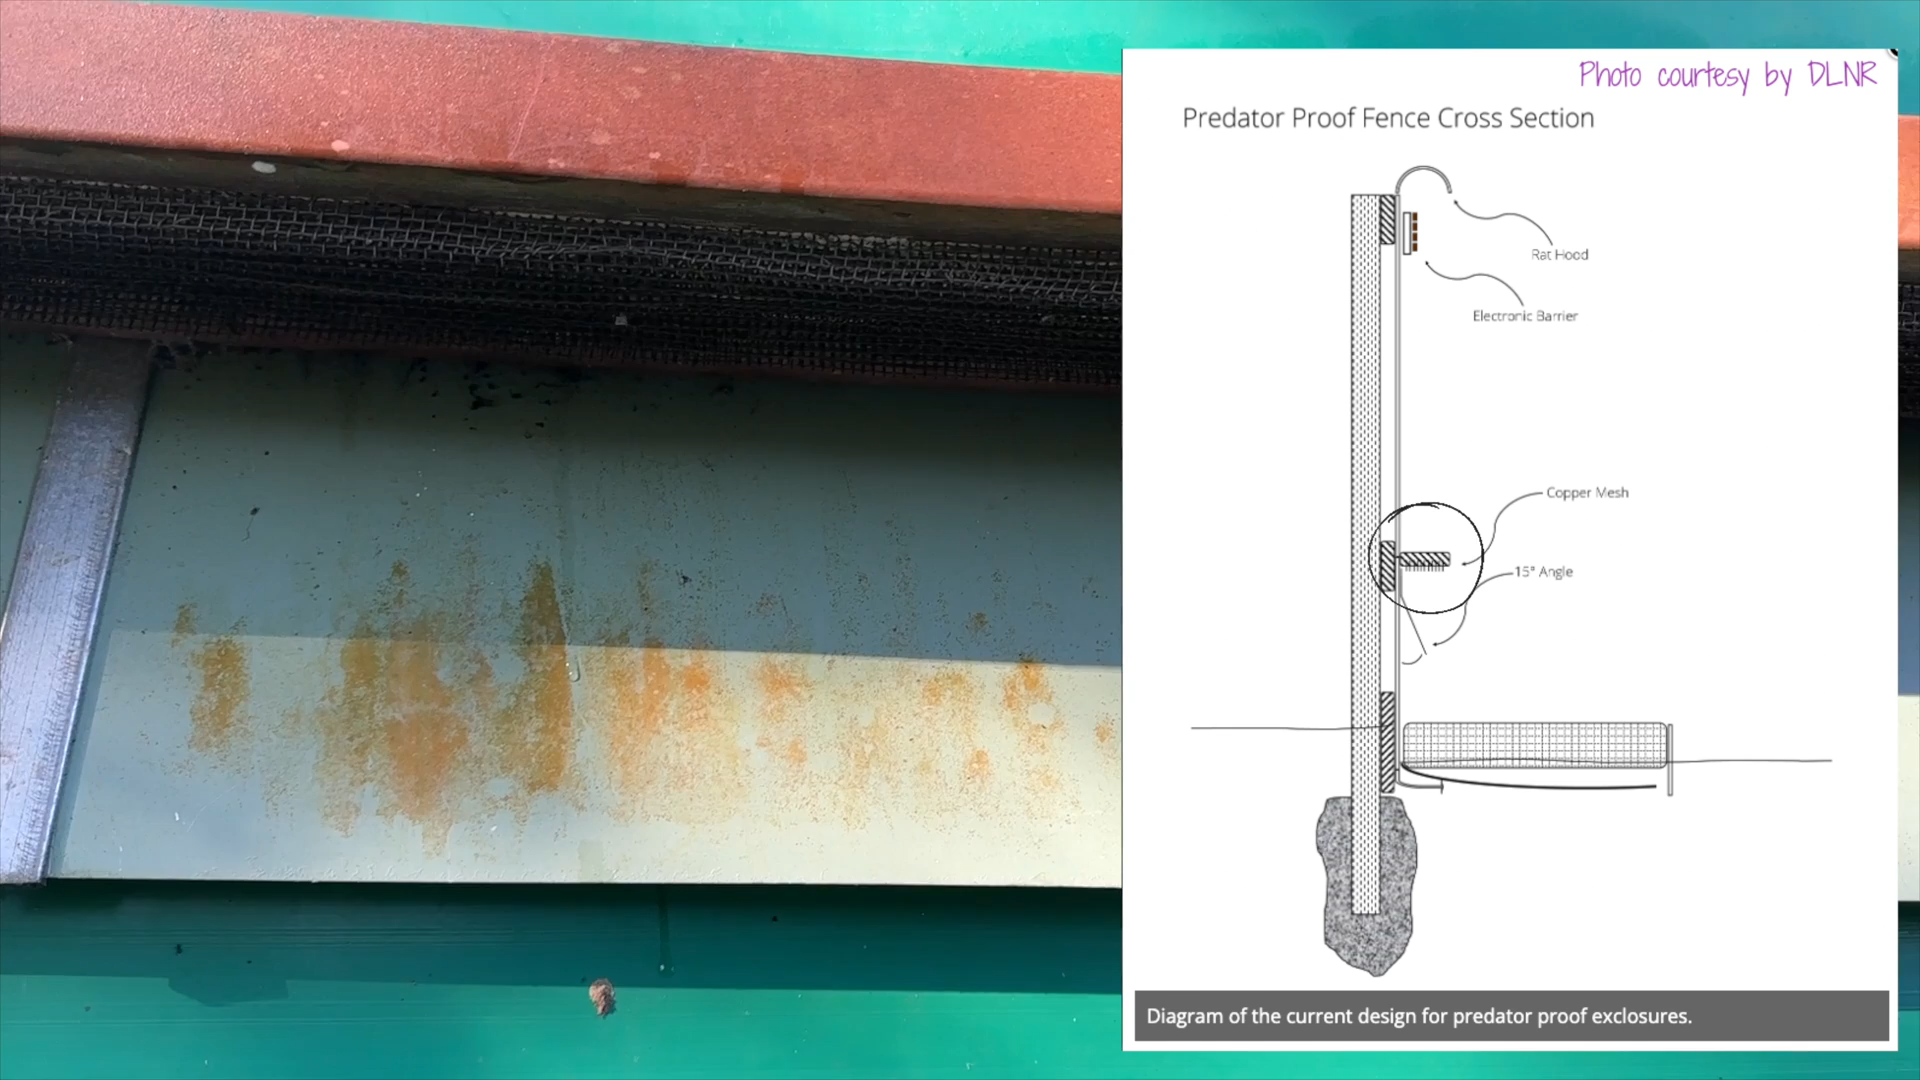 Photo courtesy by DLNR
Predator Proof Fence Cross Section
Rat Hood
Electronic Barrier
Copper Mesh
15° Angle
Diagram of the current design for predator proof exclosures.